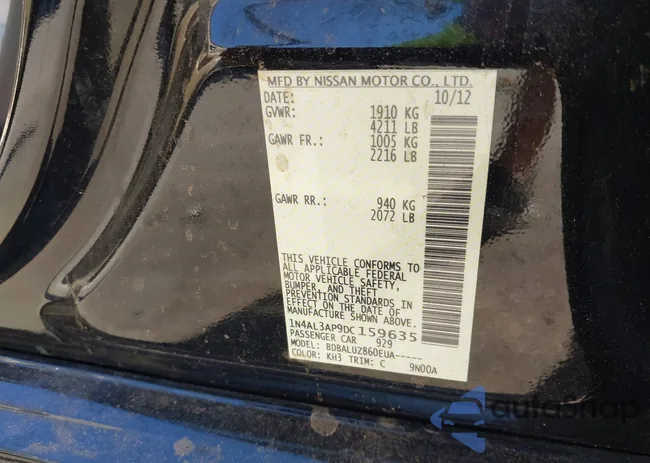 MFD BY NISSAN MOTOR CO., LTD.
DATE: 10/12
GVWR: 1910 KG
4211 LB
GAWR FR.: 1005 KG
2216 LB
GAWR RR.: 940 KG
2072 LB
THIS VEHICLE CONFORMS TO
ALL APPLICABLE FEDERAL
MOTOR VEHICLE SAFETY,
BUMPER, AND THEFT
PREVENTION STANDARDS IN
EFFECT ON THE DATE OF
MANUFACTURE SHOWN ABOVE.
1N4AL3AP9DC159635
PASSENGER CAR 929
MODEL: BDBALUZ860EUA-----
COLOR: KH3 TRIM: C 9N00A
autosnap